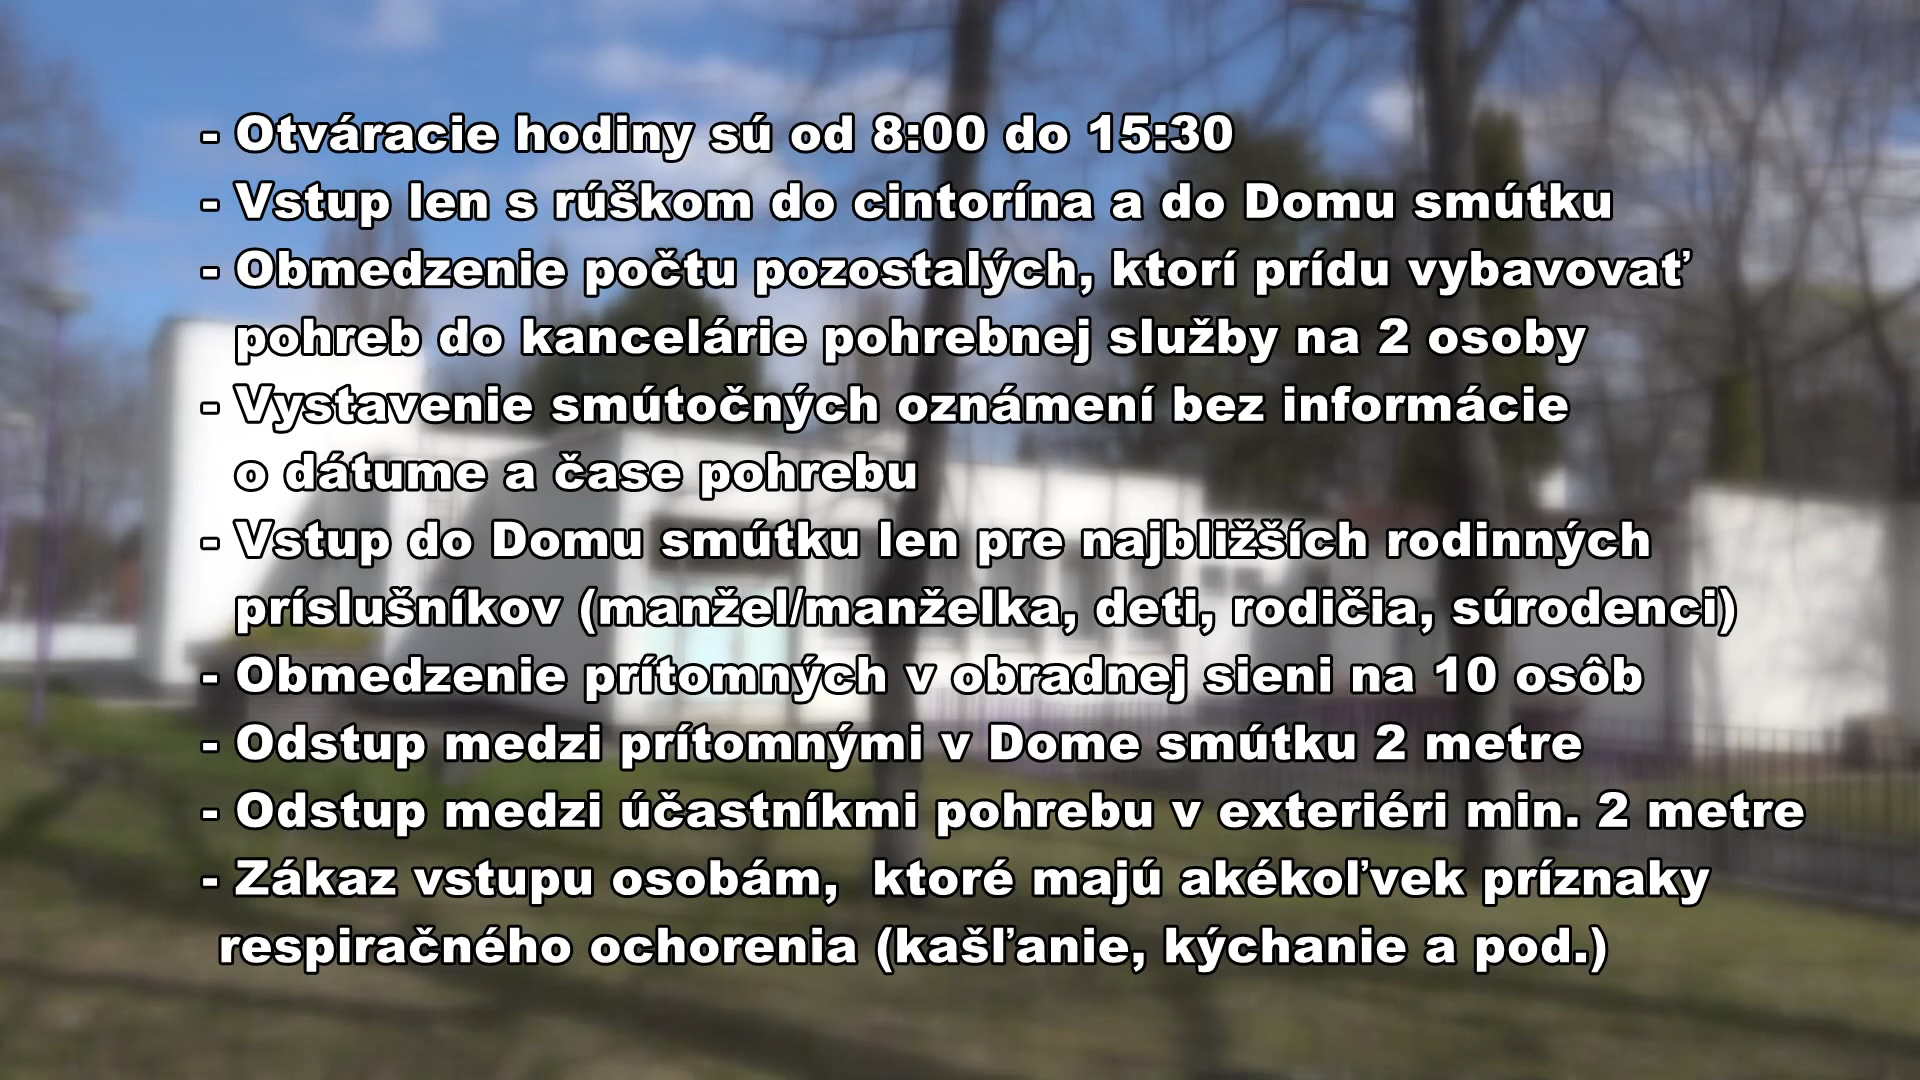 - Otváracie hodiny sú od 8:00 do 15:30
- Vstup len s rúškom do cintorína a do Domu smútku
- Obmedzenie počtu pozostalých, ktorí prídu vybavovať
pohreb do kancelárie pohrebnej služby na 2 osoby
- Vystavenie smútočných oznámení bez informácie
o dátume a čase pohrebu
- Vstup do Domu smútku len pre najbližších rodinných
príslušníkov (manžel/manželka, deti, rodičia, súrodenci)
- Obmedzenie prítomných v obradnej sieni na 10 osôb
- Odstup medzi prítomnými v Dome smútku 2 metre
- Odstup medzi účastníkmi pohrebu v exteriéri min. 2 metre
- Zákaz vstupu osobám,  ktoré majú akékoľvek príznaky
respiračného ochorenia (kašľanie, kýchanie a pod.)